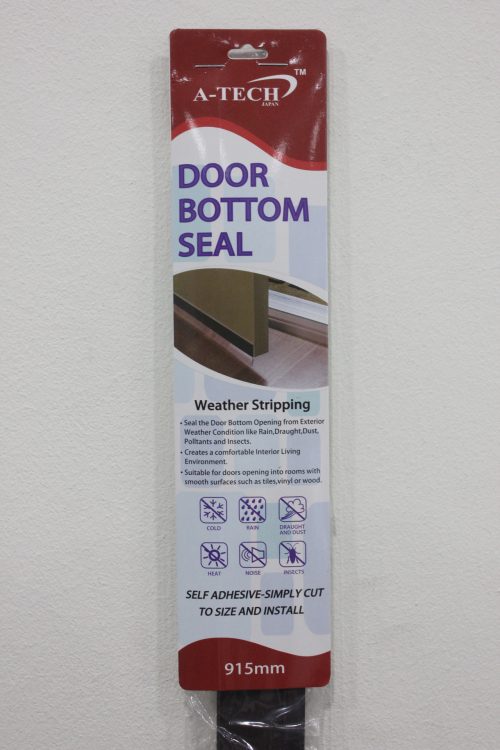 A-TECH
TM
JAPAN
DOOR
BOTTOM
SEAL
Weather Stripping
• Seal the Door Bottom Opening from Exterior
Weather Condition like Rain,Draught,Dust,
Polltants and Insects.
• Creates a comfortable Interior Living
Environment.
• Suitable for doors opening into rooms with
smooth surfaces such as tiles,vinyl or wood.
COLD RAIN DRAUGHT
AND DUST
HEAT NOISE INSECTS
SELF ADHESIVE-SIMPLY CUT
TO SIZE AND INSTALL
915mm